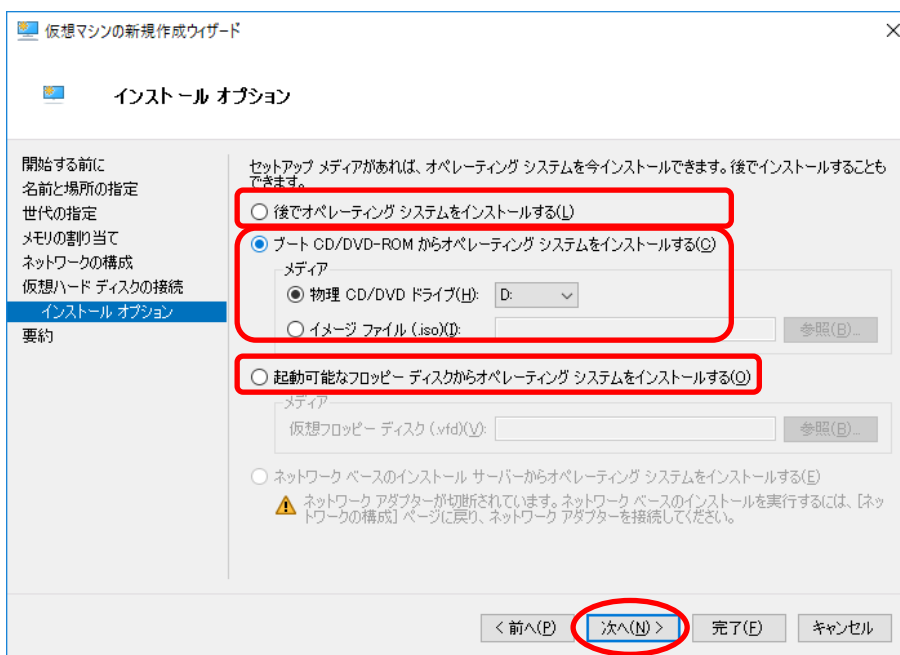 仮想マシンの新規作成ウィザード
インストール オプション
開始する前に
名前と場所の指定
世代の指定
メモリの割り当て
ネットワークの構成
仮想ハード ディスクの接続
インストール オプション
要約
セットアップ メディアがあれば、オペレーティング システムを今インストールできます。後でインストールすることも
できます。
後でオペレーティング システムをインストールする(L)
ブート CD/DVD-ROM からオペレーティング システムをインストールする(C)
メディア
物理 CD/DVD ドライブ(H): D:
イメージ ファイル (.iso)(I): 参照(B)...
起動可能なフロッピー ディスクからオペレーティング システムをインストールする(O)
メディア
仮想フロッピー ディスク (.vfd)(V): 参照(B)...
ネットワーク ベースのインストール サーバーからオペレーティング システムをインストールする(E)
ネットワーク アダプターが切断されています。ネットワーク ベースのインストールを実行するには、[ネッ
トワークの構成] ページに戻り、ネットワーク アダプターを接続してください。
< 前へ(P) 次へ(N) > 完了(F) キャンセル